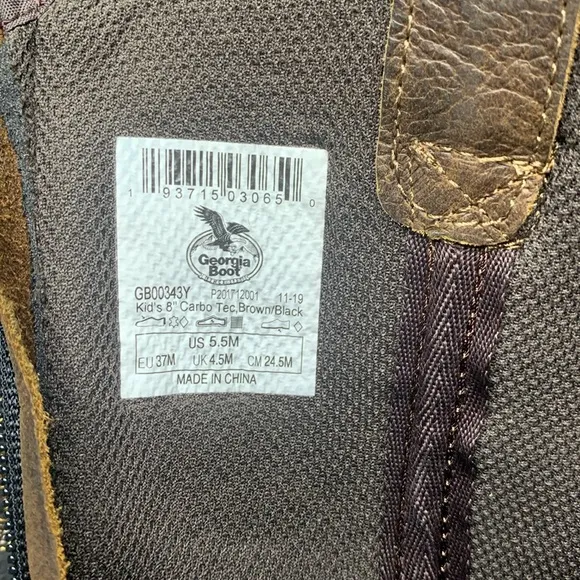 1 93715 03065 0
Georgia
Boot
GB00343Y P201712001 11-19
Kid's 8" Carbo Tec,Brown/Black
US 5.5M
EU 37M UK 4.5M CM 24.5M
MADE IN CHINA